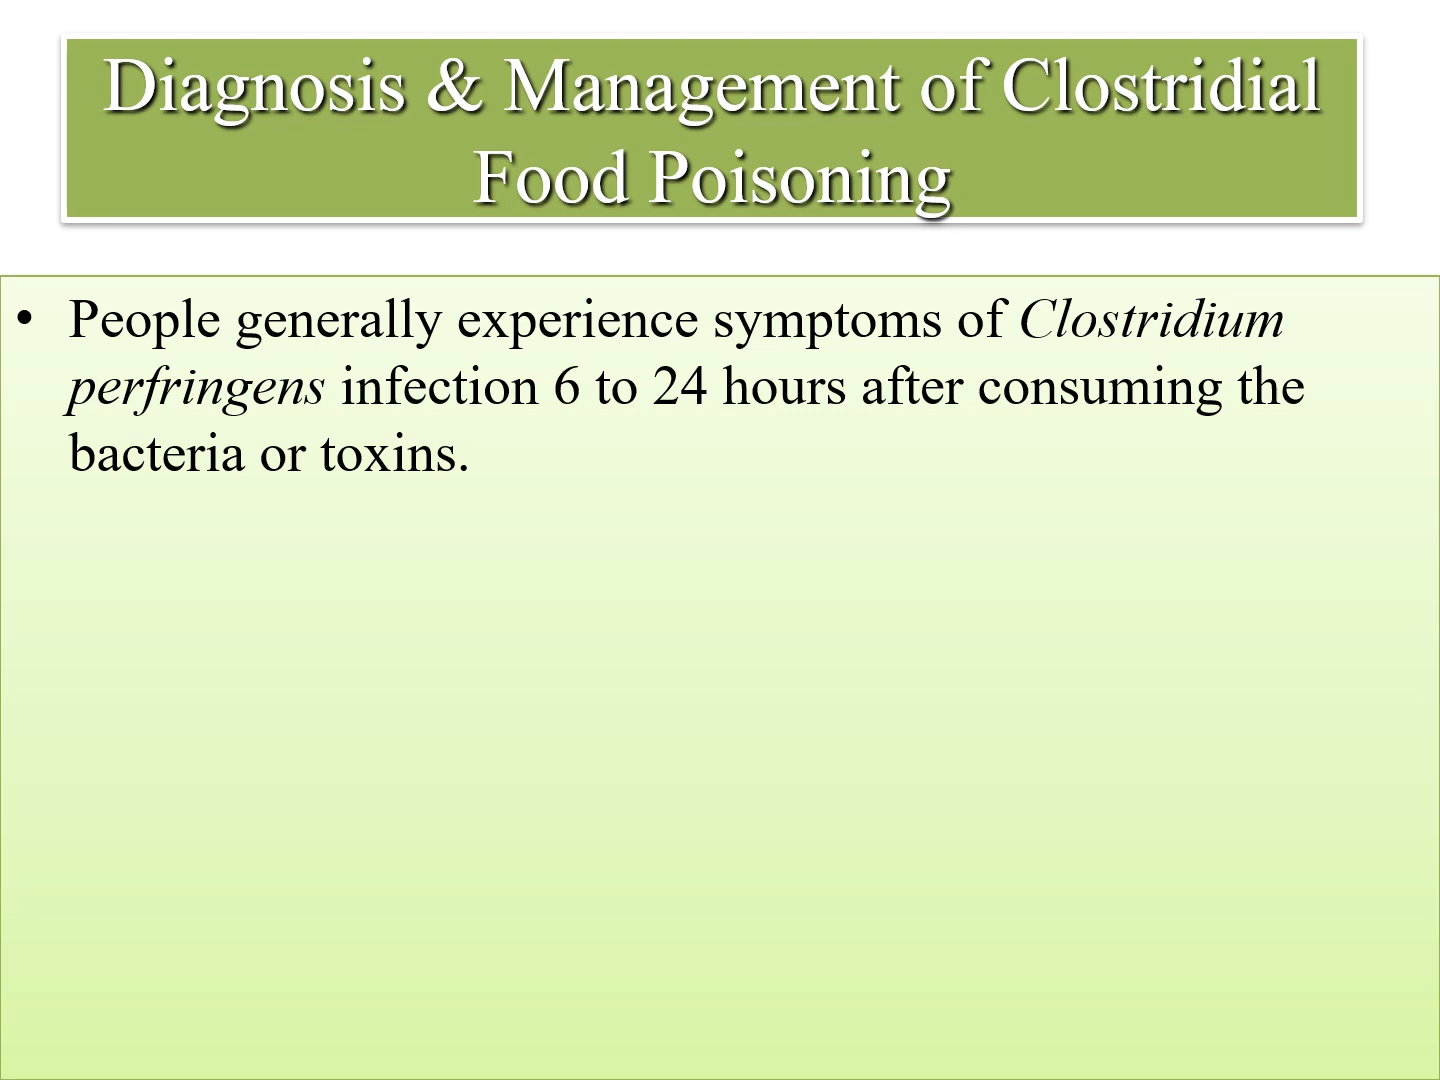 Diagnosis & Management of Clostridial
Food Poisoning
• People generally experience symptoms of Clostridium
perfringens infection 6 to 24 hours after consuming the
bacteria or toxins.